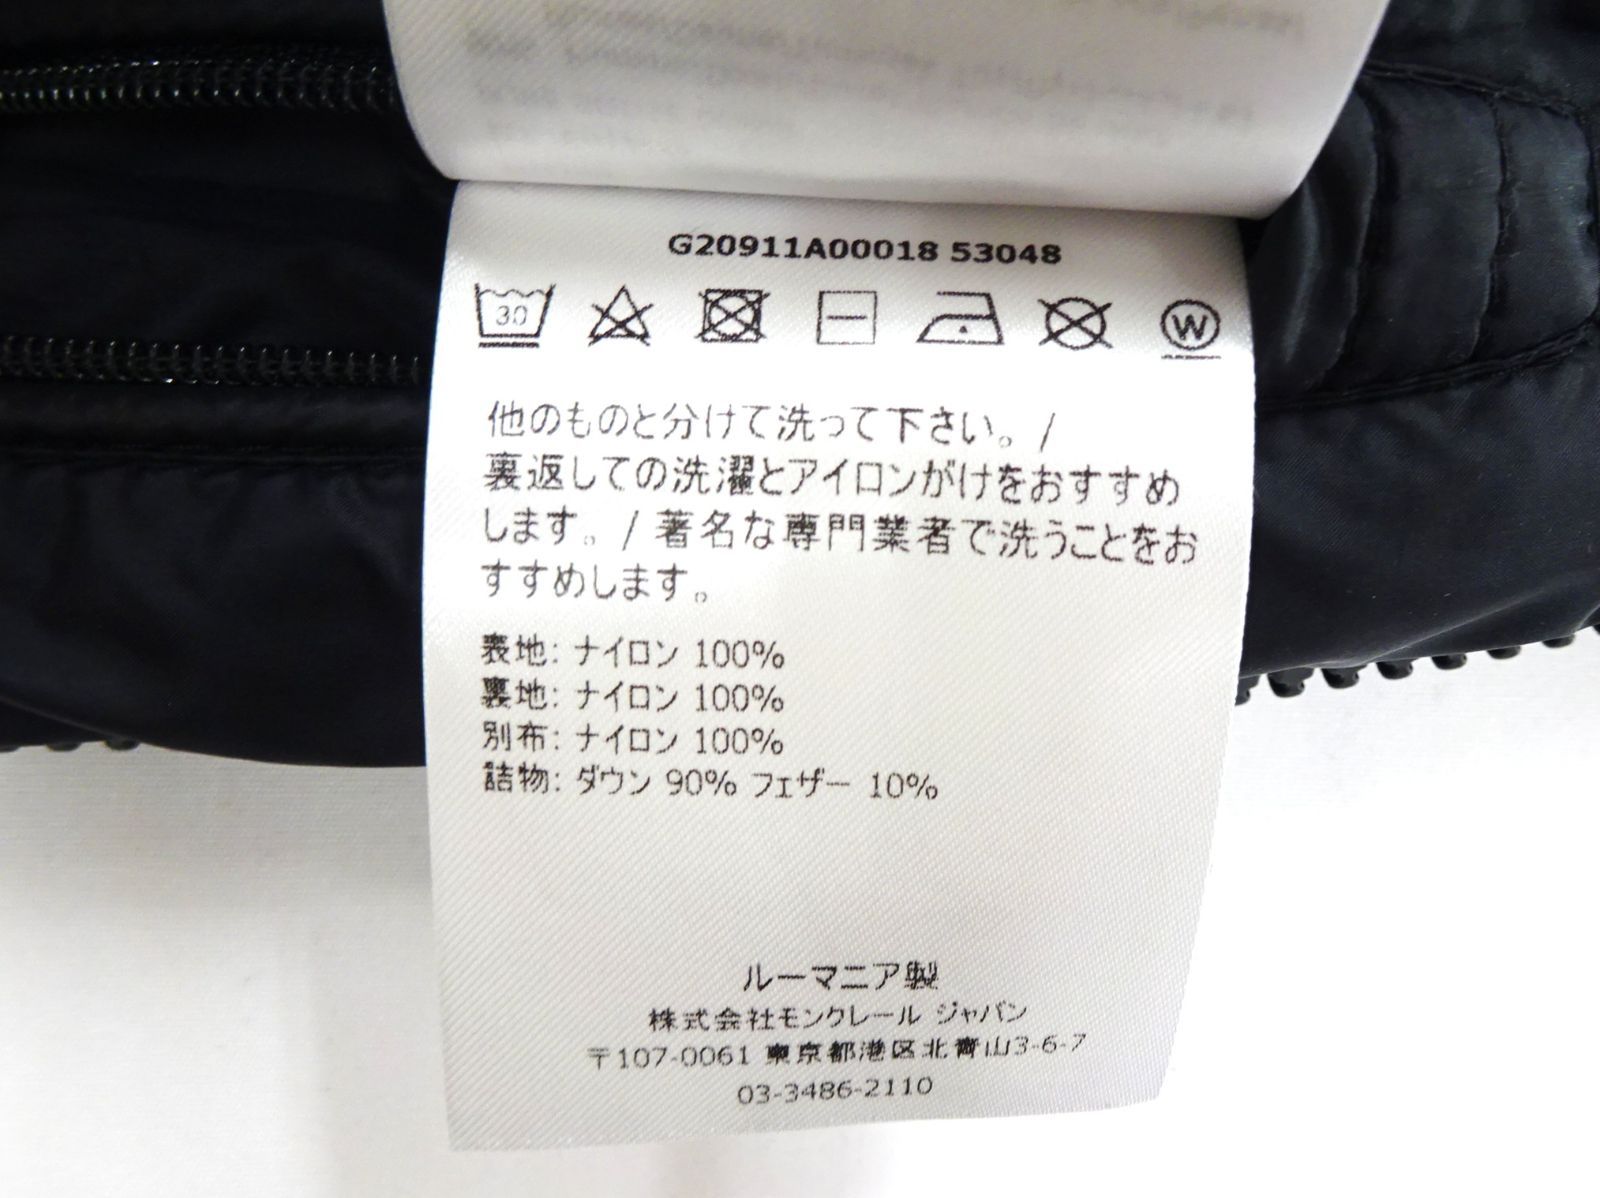 G20911A00018 53048
30
W
他のものと分けて洗って下さい。/
裏返しての洗濯とアイロンがけをおすすめ
します。/ 著名な専門業者で洗うことをお
すすめします。
表地: ナイロン 100%
裏地: ナイロン 100%
別布: ナイロン 100%
詰物: ダウン 90% フェザー 10%
ルーマニア製
株式会社モンクレール ジャパン
〒107-0061 東京都港区北青山3-6-7
03-3486-2110